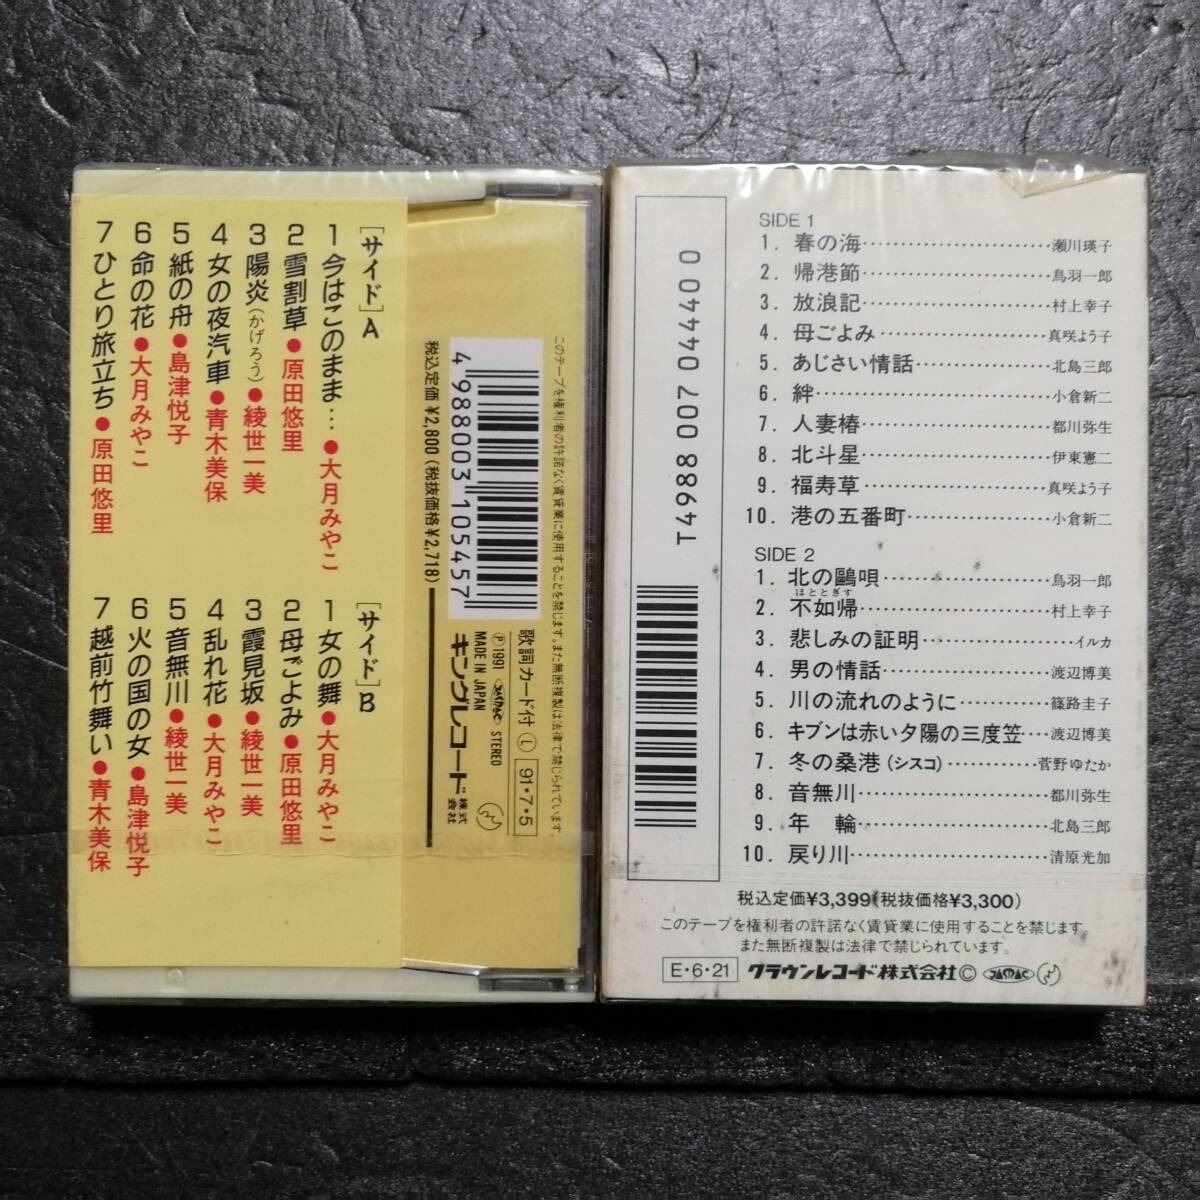 [サイド]A
1 今はこのまま…●大月みやこ
2 雪割草●原田悠里
3 陽炎(かげろう)●綾世一美
4 女の夜汽車●青木美保
5 紙の舟●島津悦子
6 命の花●大月みやこ
7 ひとり旅立ち●原田悠里
[サイド]B
1 女の舞●大月みやこ
2 母ごよみ●原田悠里
3 霞見坂●綾世一美
4 乱れ花●大月みやこ
5 音無川●綾世一美
6 火の国の女●島津悦子
7 越前竹舞い●青木美保
このテープを権利者の許諾なく賃貸業に使用することを禁じます。また無断複製は法律で禁じられています。
4988003105457
税込定価¥2,800(税抜価格¥2,718)
歌詞カード付 Ⓛ 91・7・5
Ⓟ1991 JASRAC STEREO
MADE IN JAPAN
キングレコード株式会社
T4988 007 044400
SIDE 1
1. 春の海……瀬川瑛子
2. 帰港節……鳥羽一郎
3. 放浪記……村上幸子
4. 母ごよみ……真咲よう子
5. あじさい情話……北島三郎
6. 絆……小倉新二
7. 人妻椿……都川弥生
8. 北斗星……伊東憲二
9. 福寿草……真咲よう子
10. 港の五番町……小倉新二
SIDE 2
1. 北の鷗唄……鳥羽一郎
ほととぎす
2. 不如帰……村上幸子
3. 悲しみの証明……イルカ
4. 男の情話……渡辺博美
5. 川の流れのように……篠路圭子
6. キブンは赤い夕陽の三度笠…渡辺博美
7. 冬の桑港(シスコ)……菅野ゆたか
8. 音無川……都川弥生
9. 年 輪……北島三郎
10. 戻り川……清原光加
税込定価¥3,399(税抜価格¥3,300)
このテープを権利者の許諾なく賃貸業に使用することを禁じます。
また無断複製は法律で禁じられています。
E・6・21 クラウンレコード株式会社Ⓒ JASRAC